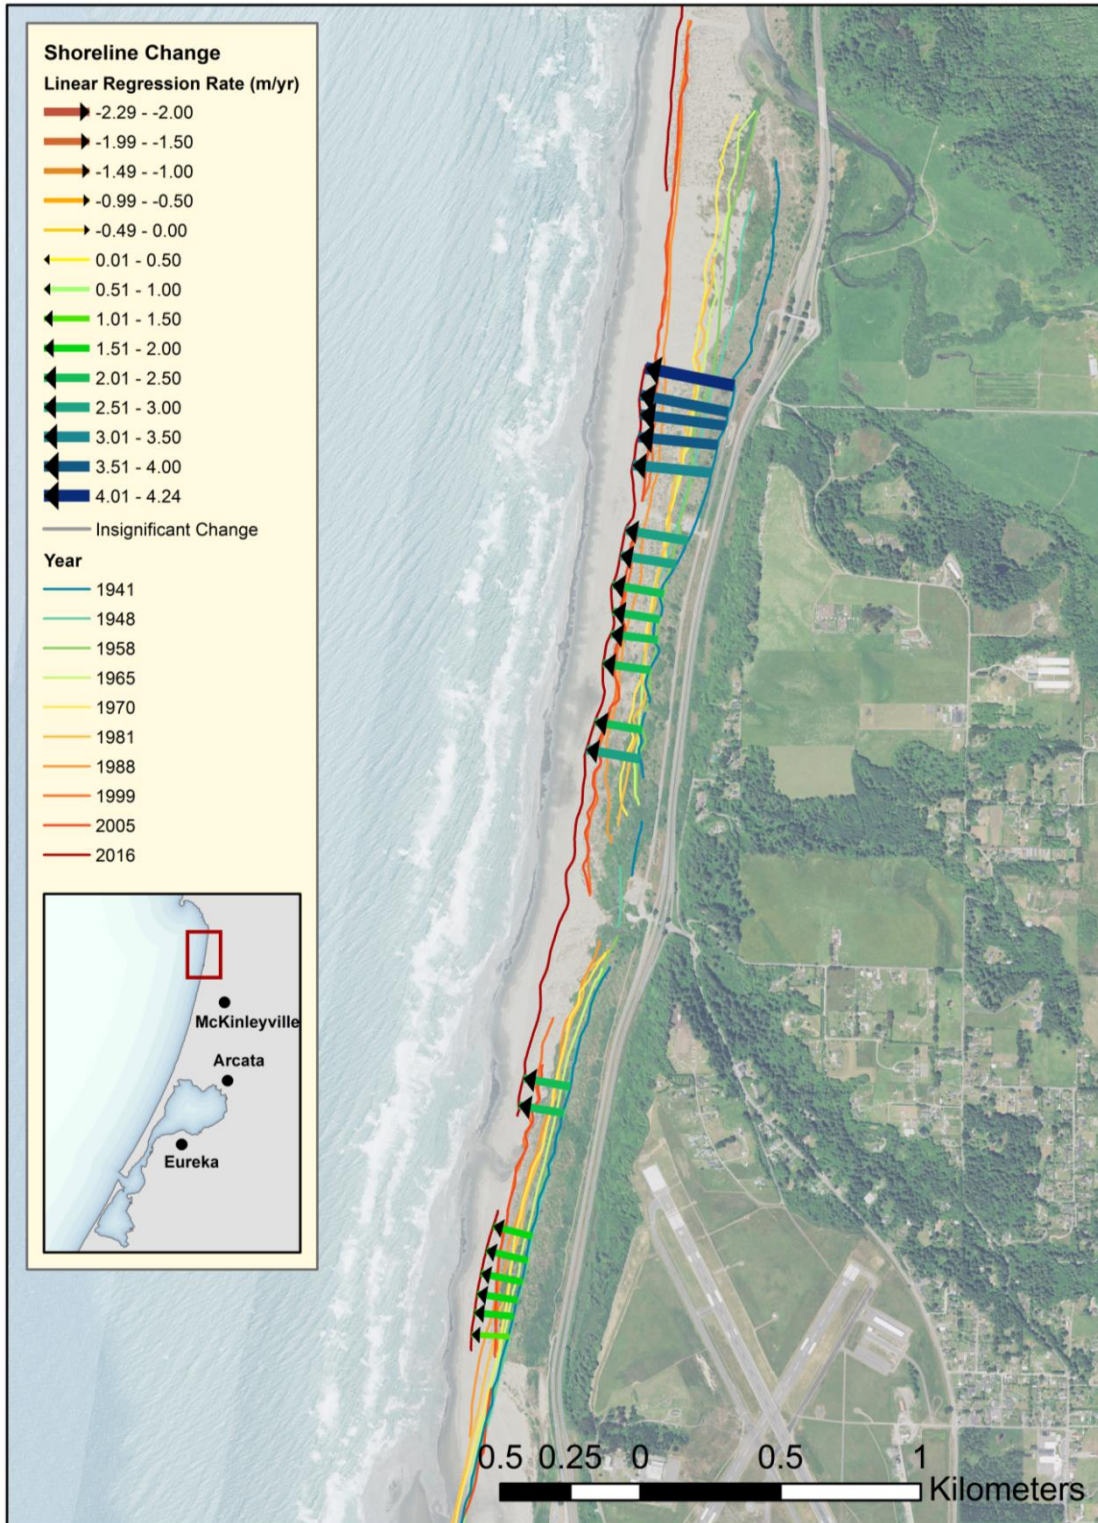 Shoreline Change
Linear Regression Rate (m/yr)
-2.29 - -2.00
-1.99 - -1.50
-1.49 - -1.00
-0.99 - -0.50
-0.49 - 0.00
0.01 - 0.50
0.51 - 1.00
1.01 - 1.50
1.51 - 2.00
2.01 - 2.50
2.51 - 3.00
3.01 - 3.50
3.51 - 4.00
4.01 - 4.24
Insignificant Change
Year
1941
1948
1958
1965
1970
1981
1988
1999
2005
2016
McKinleyville
Arcata
Eureka
0.5 0.25 0 0.5 1
Kilometers